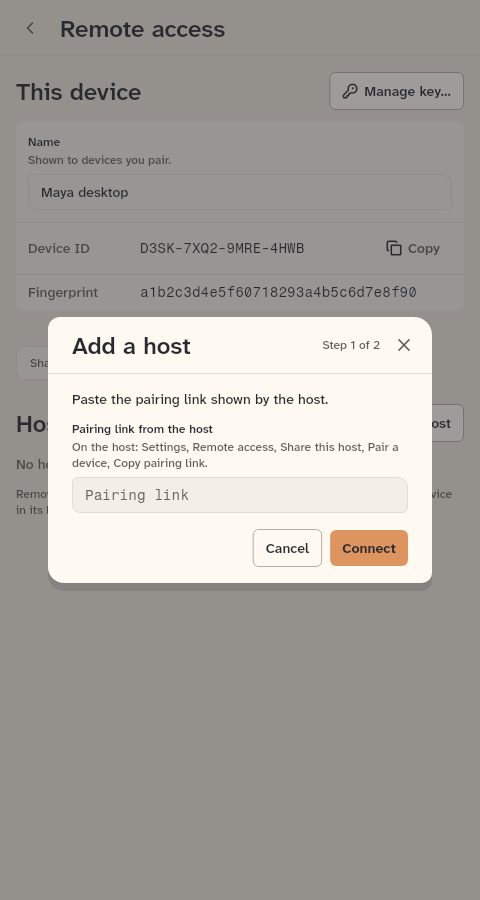 Remote access
This device
Manage key...
Name
Shown to devices you pair.
Maya desktop
Device ID
D3SK-7XQ2-9MRE-4HWB
Copy
Fingerprint
a1b2c3d4e5f60718293a4b5c6d7e8f90
Add a host
Step 1 of 2
Paste the pairing link shown by the host.
Pairing link from the host
On the host: Settings, Remote access, Share this host, Pair a
device, Copy pairing link.
Pairing link
Cancel
Connect
in its